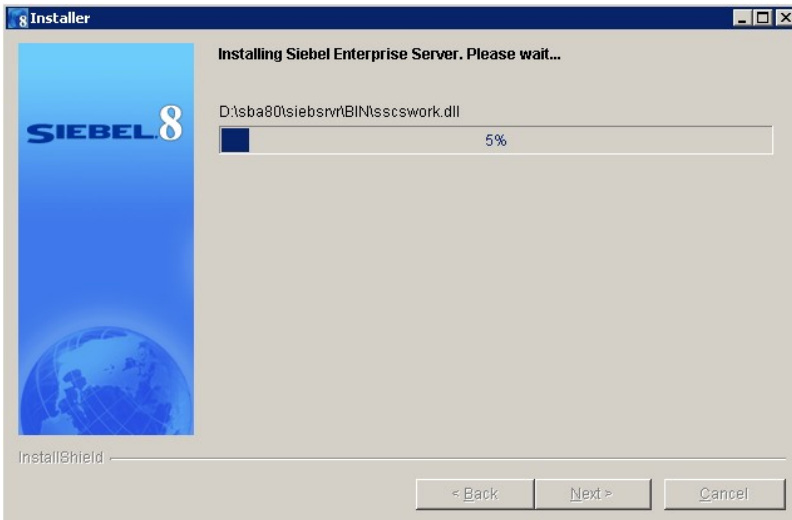 8 Installer
Installing Siebel Enterprise Server. Please wait...
D:\sba80\siebsrvr\BIN\sscswork.dll
5%
SIEBEL.8
InstallShield
< Back
Next >
Cancel